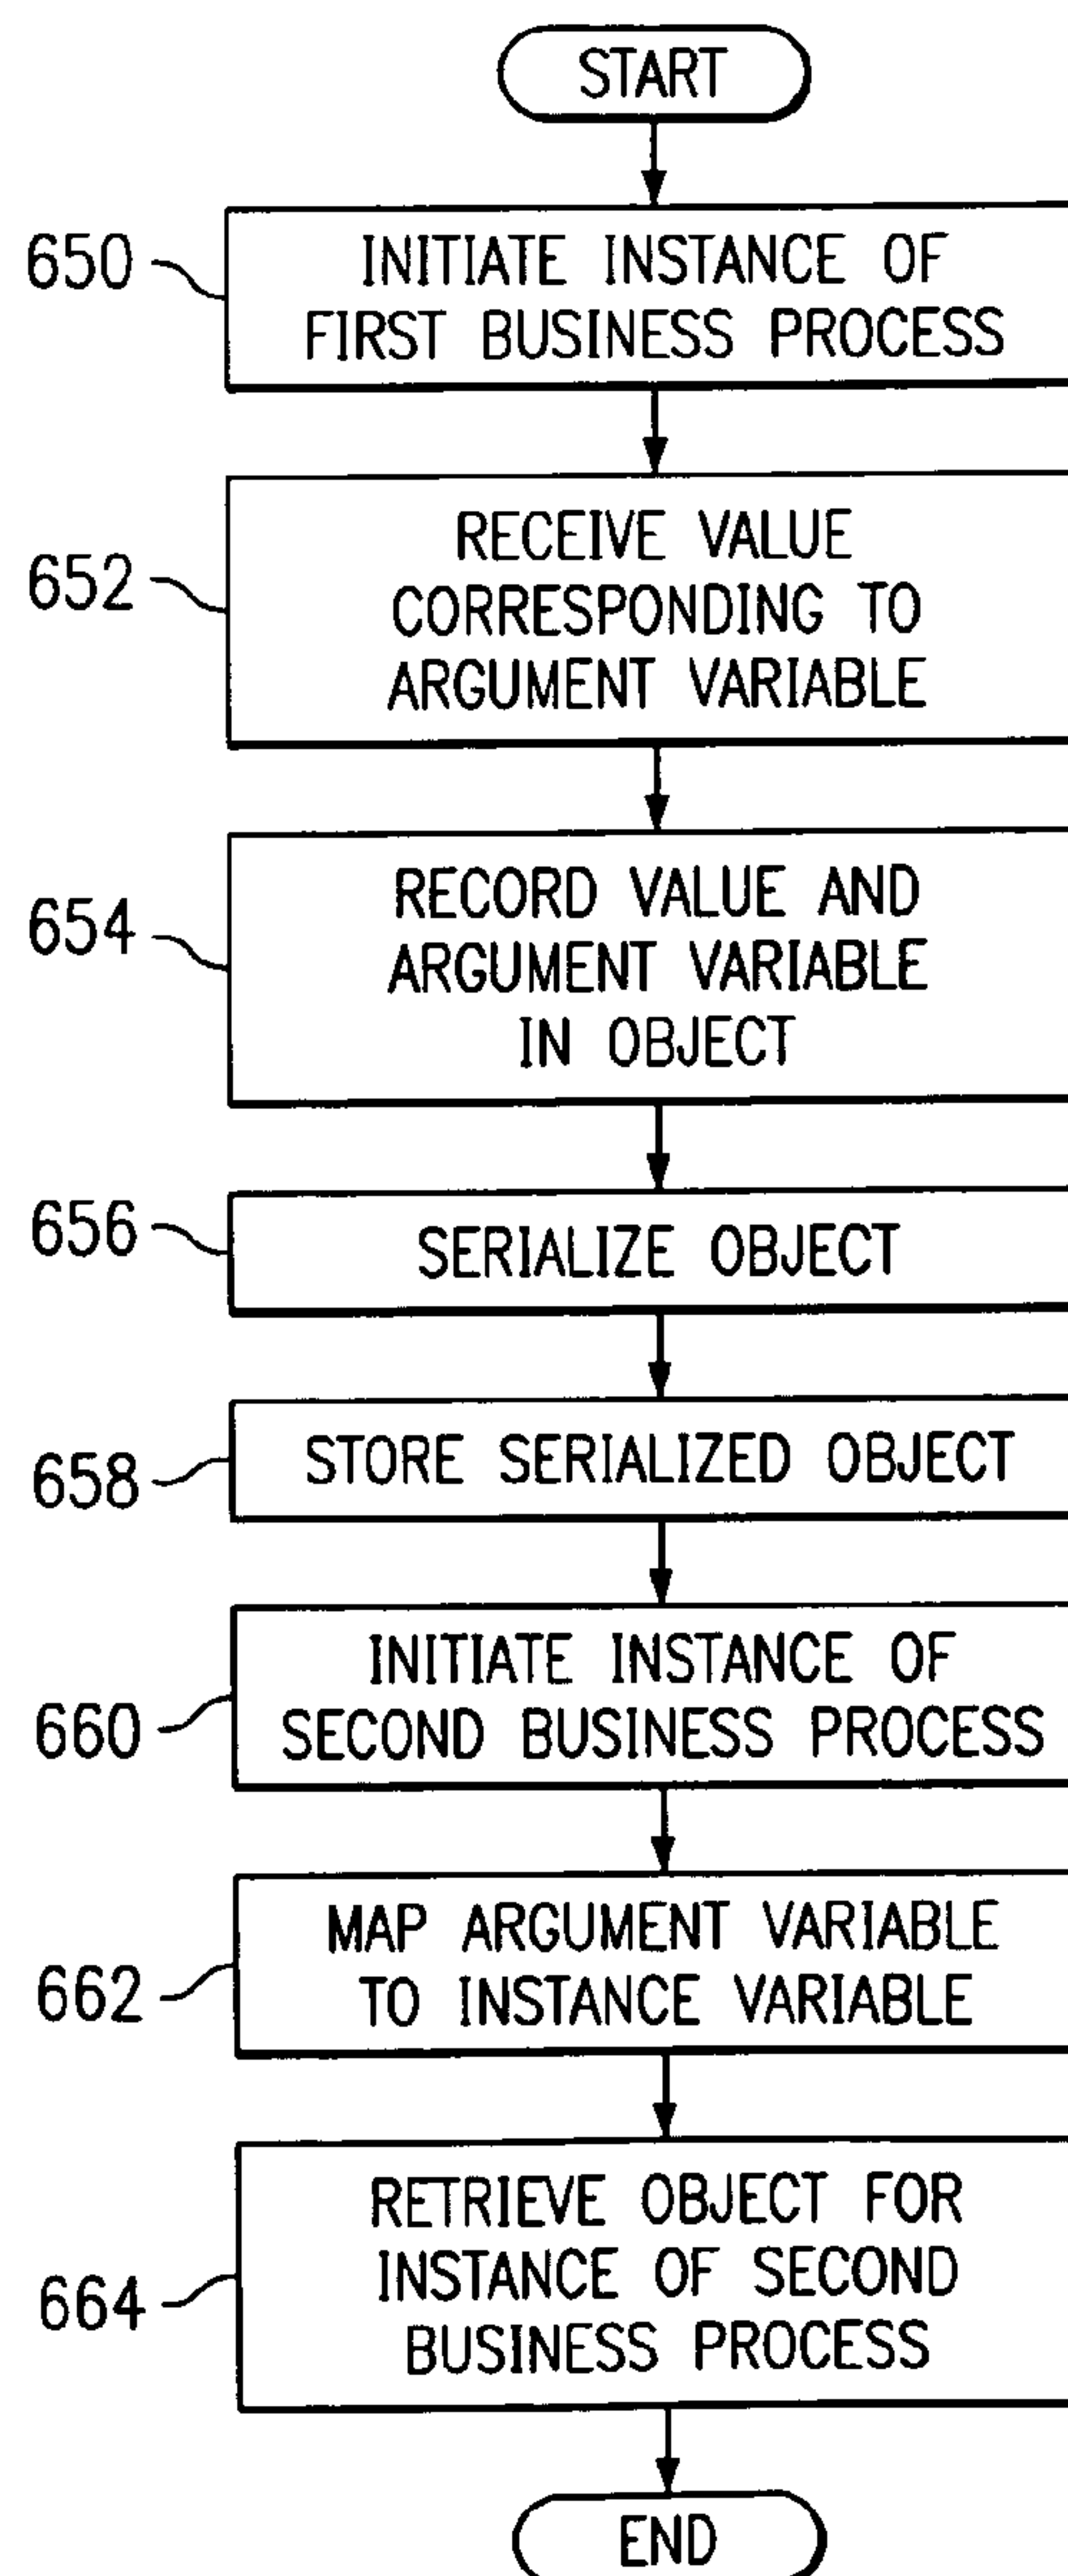 START
650
INITIATE INSTANCE OF
FIRST BUSINESS PROCESS
652
RECEIVE VALUE
CORRESPONDING TO
ARGUMENT VARIABLE
654
RECORD VALUE AND
ARGUMENT VARIABLE
IN OBJECT
656
SERIALIZE OBJECT
658
STORE SERIALIZED OBJECT
660
INITIATE INSTANCE OF
SECOND BUSINESS PROCESS
662
MAP ARGUMENT VARIABLE
TO INSTANCE VARIABLE
664
RETRIEVE OBJECT FOR
INSTANCE OF SECOND
BUSINESS PROCESS
END